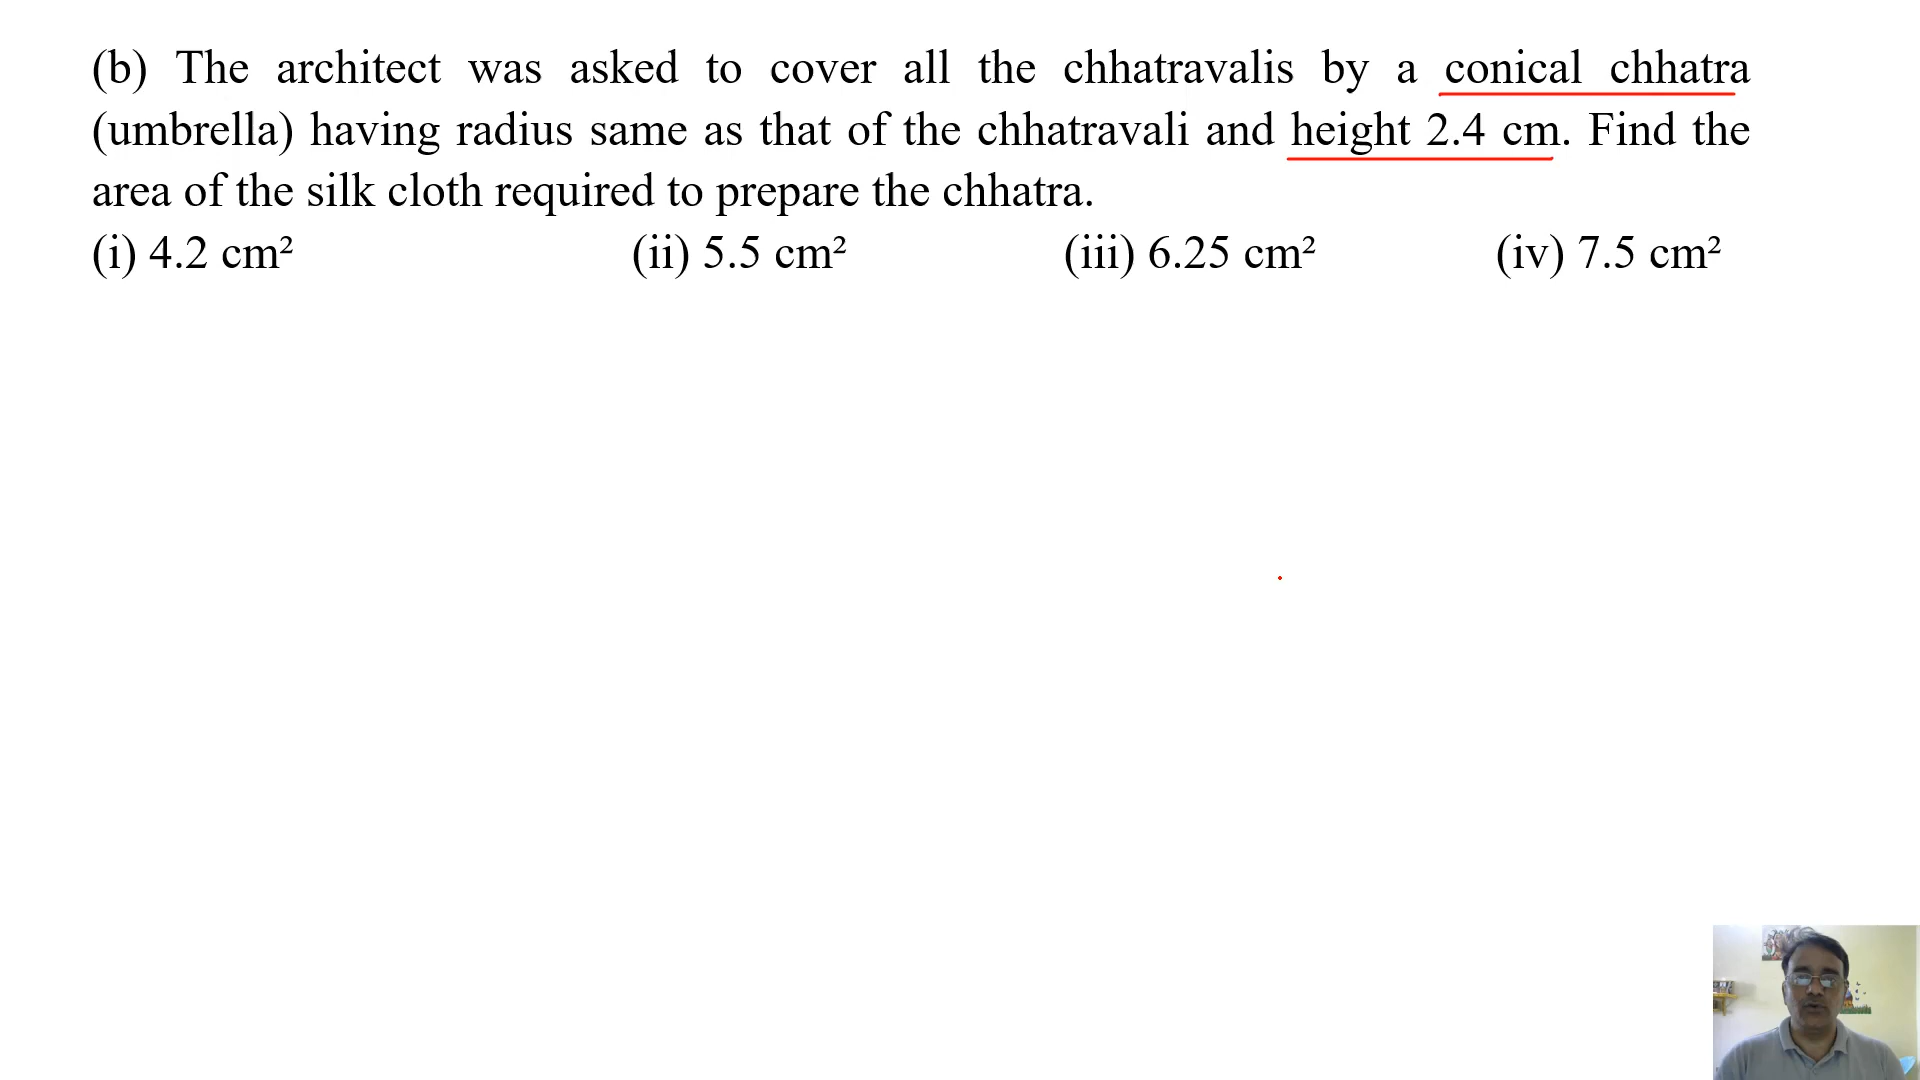 (b) The architect was asked to cover all the chhatravalis by a conical chhatra
(umbrella) having radius same as that of the chhatravali and height 2.4 cm. Find the
area of the silk cloth required to prepare the chhatra.
(i) 4.2 cm² (ii) 5.5 cm² (iii) 6.25 cm² (iv) 7.5 cm²